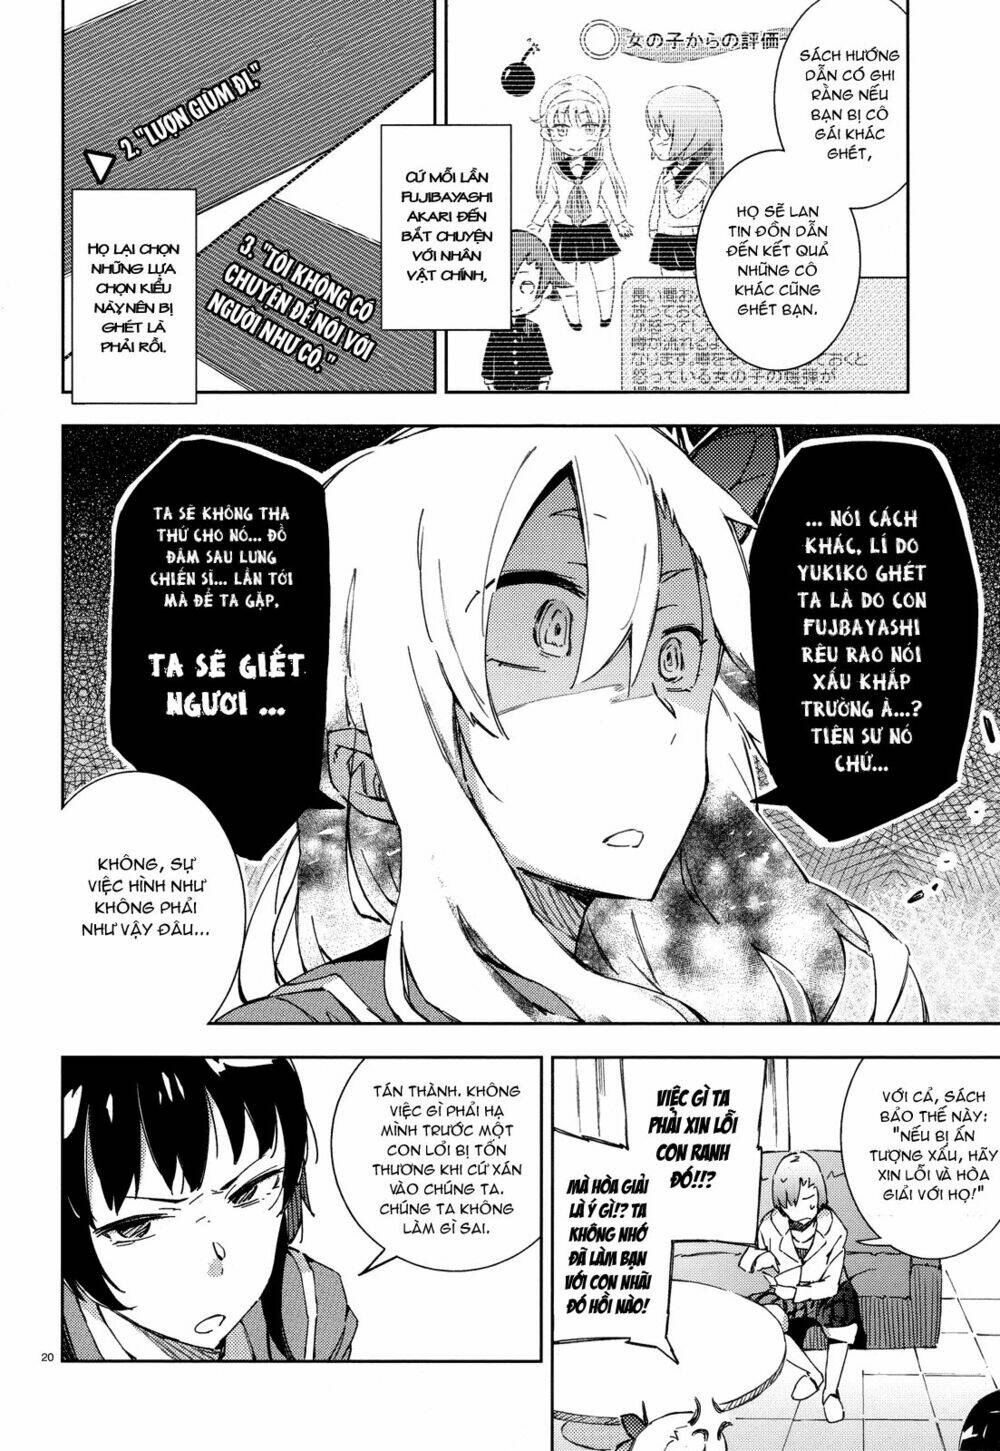 女の子からの評価
SÁCH HƯỚNG
DẪN CÓ GHI
RẰNG NẾU
BẠN BỊ CÔ
GÁI KHÁC
GHÉT,
HỌ SẼ LAN
TIN ĐỒN DẪN
ĐẾN KẾT QUẢ
NHỮNG CÔ
KHÁC CŨNG
GHÉT BẠN.
CỨ MỖI LẦN
FUJIBAYASHI
AKARI ĐẾN
BẮT CHUYỆN
VỚI NHÂN
VẬT CHÍNH,
2. "LƯỢN GIÙM ĐI."
3. "TÔI KHÔNG CÓ
CHUYỆN ĐỂ NÓI VỚI
NGƯỜI NHƯ CÔ."
HỌ LẠI CHỌN
NHỮNG LỰA
CHỌN KIỂU
NÀY NÊN BỊ
GHÉT LÀ
PHẢI RỒI.
... NÓI CÁCH
KHÁC, LÍ DO
YUKIKO GHÉT
TA LÀ DO CON
FUJBAYASHI
RÊU RAO NÓI
XẤU KHẮP
TRƯỜNG À...?
TIÊN SƯ NÓ
CHỨ...
TA SẼ KHÔNG THA
THỨ CHO NÓ... ĐỒ
ĐÂM SAU LƯNG
CHIẾN SĨ... LẦN TỚI
MÀ ĐỂ TA GẶP,
TA SẼ GIẾT
NGƯƠI ...
KHÔNG, SỰ
VIỆC HÌNH NHƯ
KHÔNG PHẢI
NHƯ VẬY ĐÂU...
VỚI CẢ, SÁCH
BẢO THẾ NÀY:
"NẾU BỊ ẤN
TƯỢNG XẤU, HÃY
XIN LỖI VÀ HÒA
GIẢI VỚI HỌ!"
VIỆC GÌ TA
PHẢI XIN LỖI
CON RANH
ĐÓ!!?
MÀ HÒA GIẢI
LÀ Ý GÌ!? TA
KHÔNG NHỚ
ĐÃ LÀM BẠN
VỚI CON NHÃI
ĐÓ HỒI NÀO!
TÁN THÀNH. KHÔNG
VIỆC GÌ PHẢI HẠ
MÌNH TRƯỚC MỘT
CON LỎI BỊ TỔN
THƯƠNG KHI CỨ XÁN
VÀO CHÚNG TA.
CHÚNG TA KHÔNG
LÀM GÌ SAI.
20